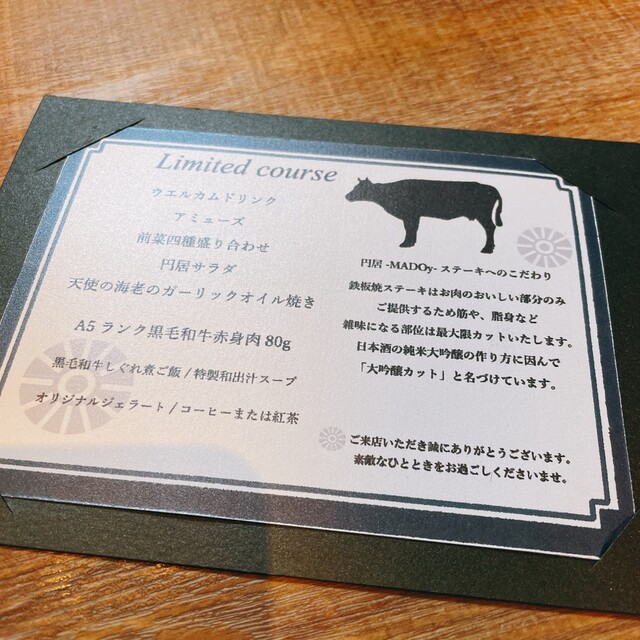 Limited course
ウエルカムドリンク
アミューズ
前菜四種盛り合わせ
円居サラダ
天使の海老のガーリックオイル焼き
A5 ランク黒毛和牛赤身肉 80g
黒毛和牛しぐれ煮ご飯 / 特製和出汁スープ
オリジナルジェラート / コーヒーまたは紅茶
円居 -MADOy- ステーキへのこだわり
鉄板焼ステーキはお肉のおいしい部分のみ
ご提供するため筋や、脂身など
雑味になる部位は最大限カットいたします。
日本酒の純米大吟醸の作り方に因んで
「大吟醸カット」と名づけています。
ご来店いただき誠にありがとうございます。
素敵なひとときをお過ごしくださいませ。